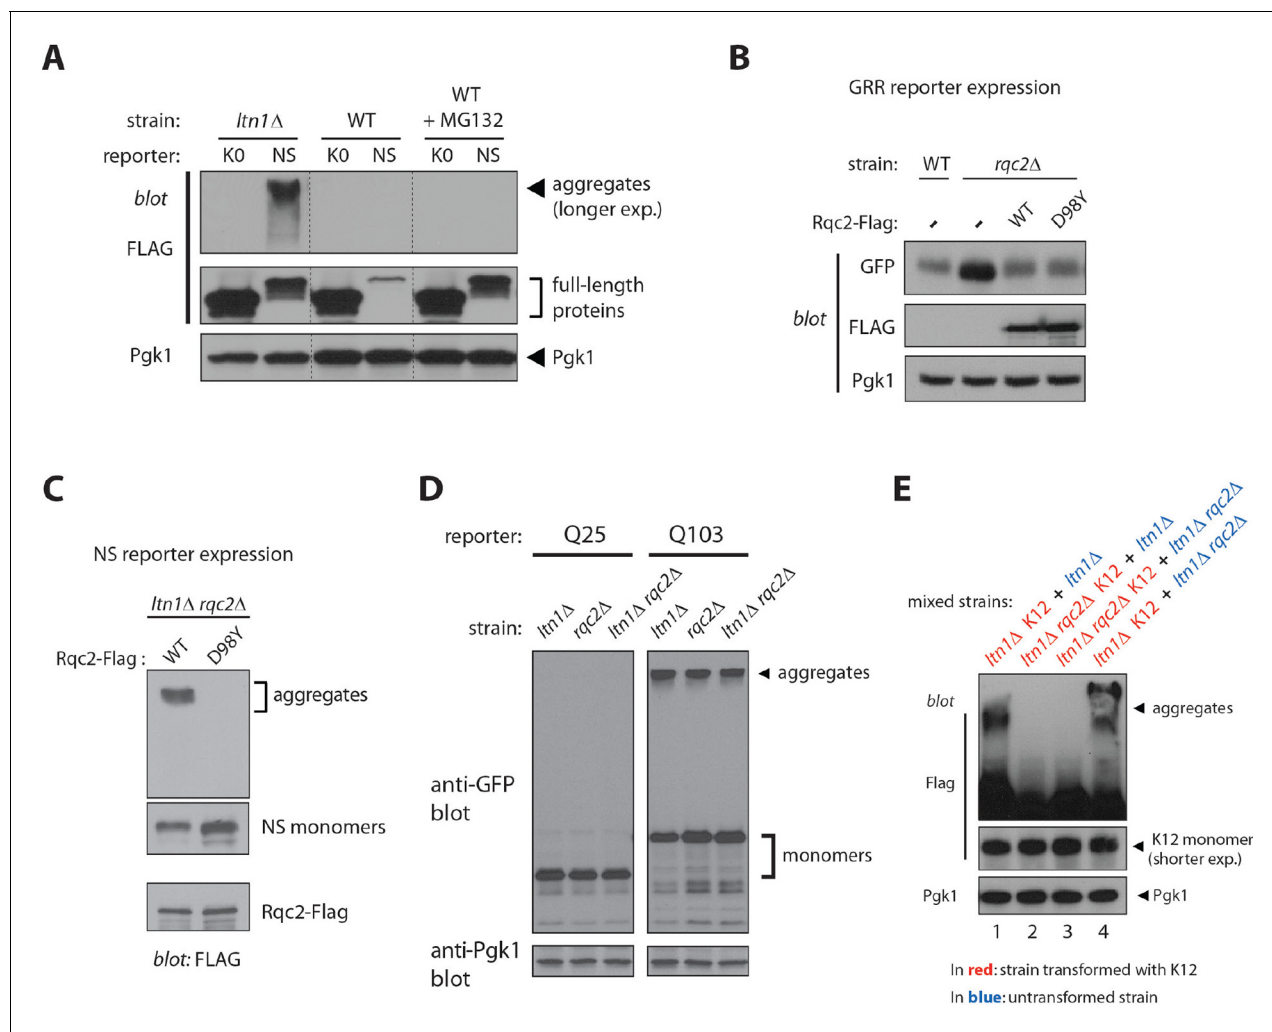 A
WT
strain: ltn1Δ WT + MG132
reporter: K0 NS K0 NS K0 NS
blot
FLAG
aggregates
(longer exp.)
full-length
proteins
Pgk1
Pgk1
B
GRR reporter expression
strain: WT rqc2Δ
Rqc2-Flag: - - WT D98Y
GFP
blot
FLAG
Pgk1
C
NS reporter expression
ltn1Δ rqc2Δ
Rqc2-Flag : WT D98Y
aggregates
NS monomers
Rqc2-Flag
blot: FLAG
D
reporter: Q25 Q103
strain: ltn1Δ rqc2Δ ltn1Δ rqc2Δ ltn1Δ rqc2Δ ltn1Δ rqc2Δ
aggregates
anti-GFP
blot
monomers
anti-Pgk1
blot
E
mixed strains:
ltn1Δ K12 + ltn1Δ
ltn1Δ rqc2Δ K12 + ltn1Δ
ltn1Δ rqc2Δ K12 + ltn1Δ rqc2Δ
ltn1Δ K12 + ltn1Δ rqc2Δ
blot
aggregates
Flag
K12 monomer
(shorter exp.)
Pgk1
Pgk1
1 2 3 4
In red: strain transformed with K12
In blue: untransformed strain